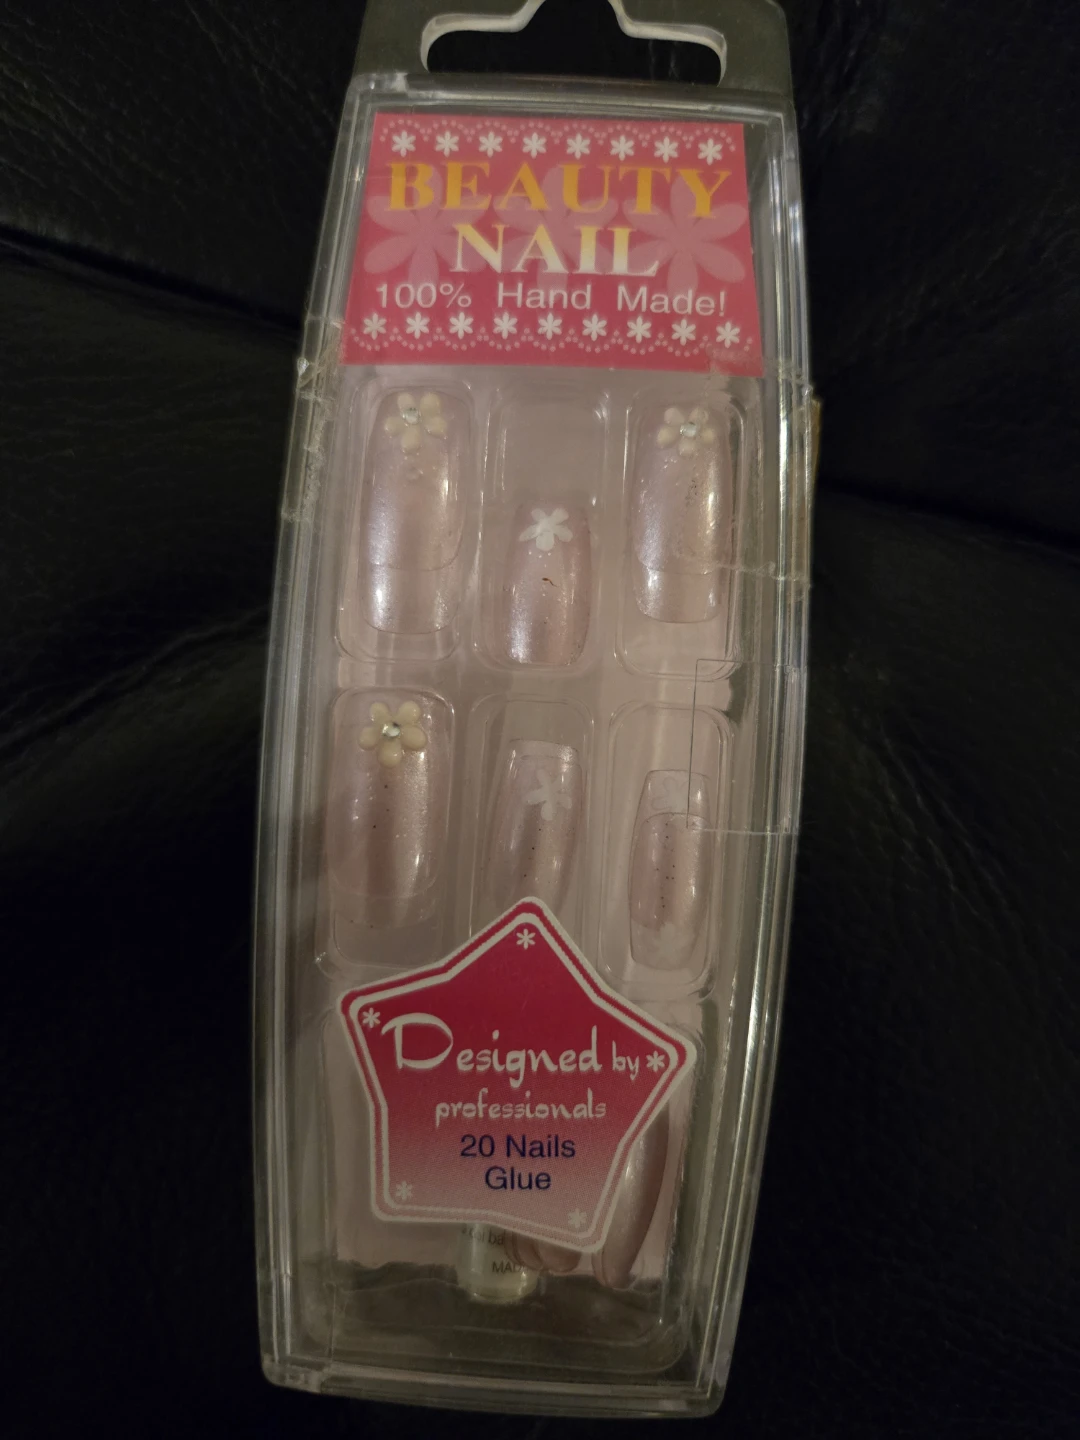 BEAUTY
NAIL
100% Hand Made!
Designed by
professionals
20 Nails
Glue